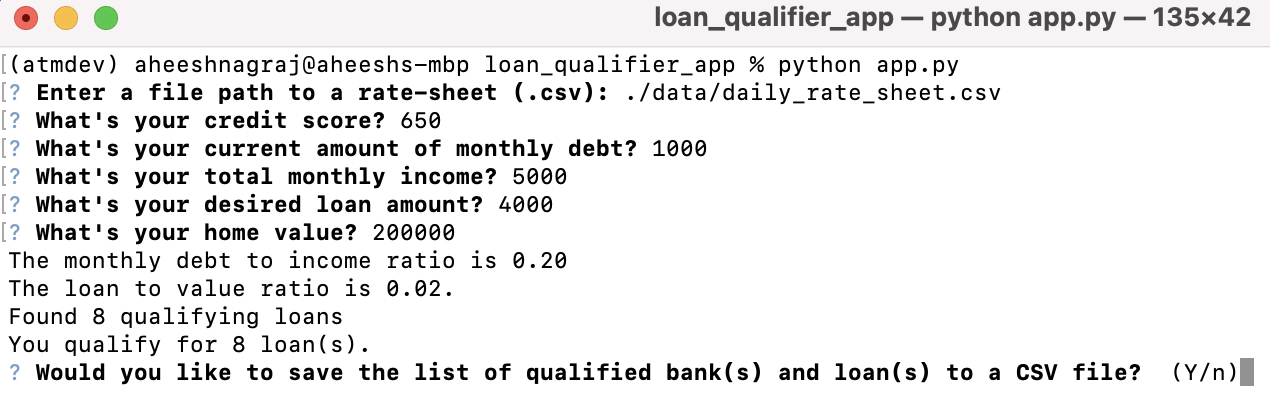 loan_qualifier_app — python app.py — 135×42
[(atmdev) aheeshnagraj@aheeshs-mbp loan_qualifier_app % python app.py
[? Enter a file path to a rate-sheet (.csv): ./data/daily_rate_sheet.csv
[? What's your credit score? 650
[? What's your current amount of monthly debt? 1000
[? What's your total monthly income? 5000
[? What's your desired loan amount? 4000
[? What's your home value? 200000
The monthly debt to income ratio is 0.20
The loan to value ratio is 0.02.
Found 8 qualifying loans
You qualify for 8 loan(s).
? Would you like to save the list of qualified bank(s) and loan(s) to a CSV file?  (Y/n)